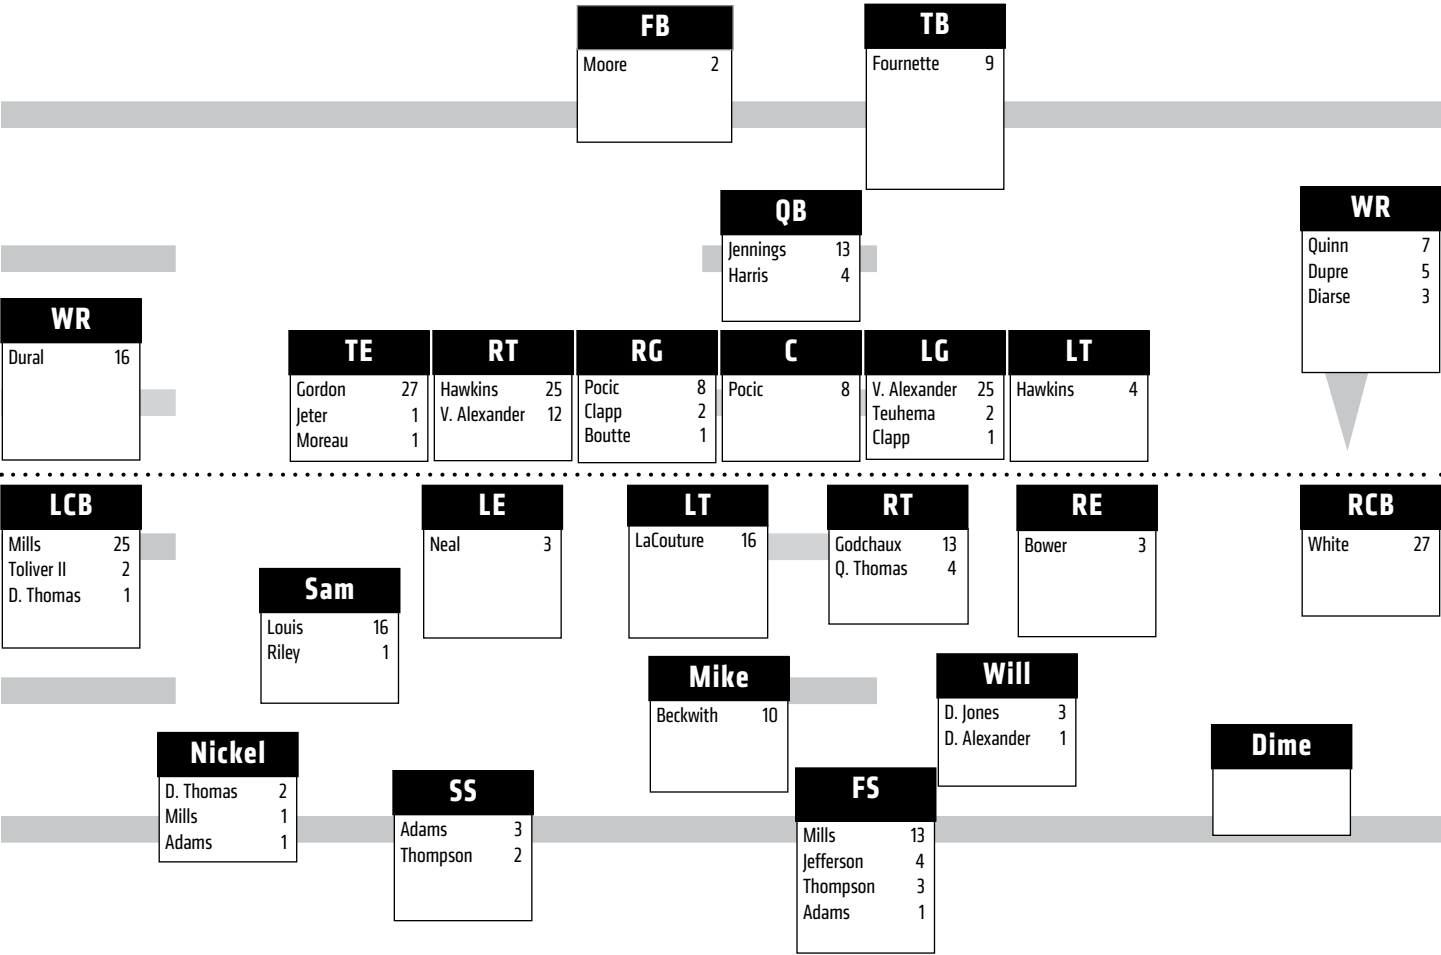 FB
Moore 2
TB
Fournette 9
QB
Jennings 13
Harris 4
WR
Quinn 7
Dupre 5
Diarse 3
WR
Dural 16
TE
Gordon 27
Jeter 1
Moreau 1
RT
Hawkins 25
V. Alexander 12
RG
Pocic 8
Clapp 2
Boutte 1
C
Pocic 8
LG
V. Alexander 25
Teuhema 2
Clapp 1
LT
Hawkins 4
LCB
Mills 25
Toliver II 2
D. Thomas 1
Sam
Louis 16
Riley 1
LE
Neal 3
LT
LaCouture 16
RT
Godchaux 13
Q. Thomas 4
RE
Bower 3
RCB
White 27
Mike
Beckwith 10
Will
D. Jones 3
D. Alexander 1
Nickel
D. Thomas 2
Mills 1
Adams 1
SS
Adams 3
Thompson 2
FS
Mills 13
Jefferson 4
Thompson 3
Adams 1
Dime